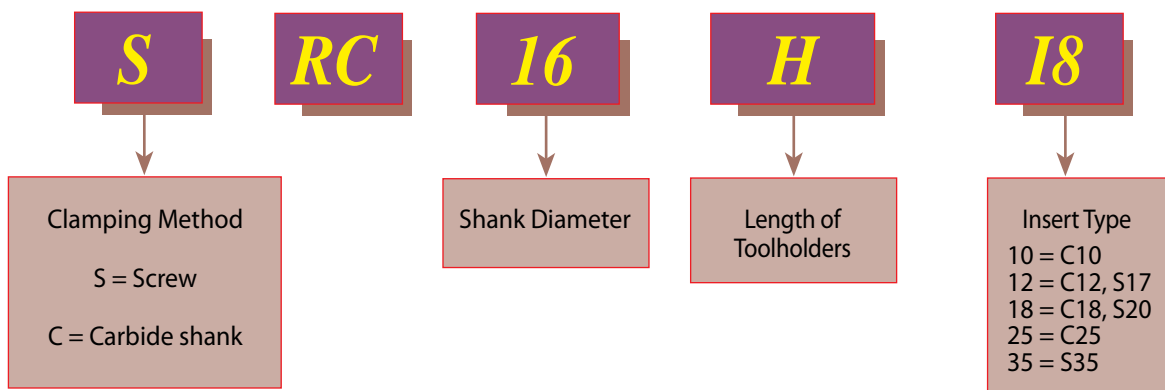 S RC 16 H I8
Clamping Method
S = Screw
C = Carbide shank
Shank Diameter
Length of
Toolholders
Insert Type
10 = C10
12 = C12, S17
18 = C18, S20
25 = C25
35 = S35